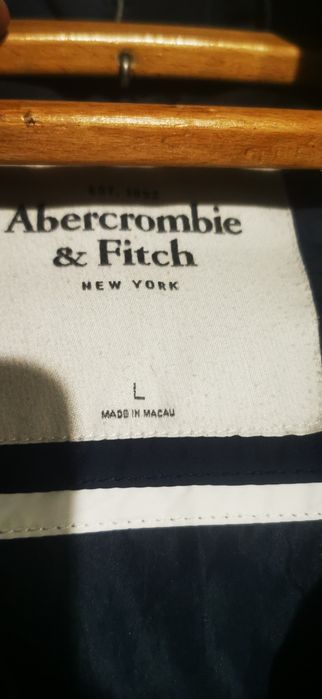 EST. 1892
Abercrombie
& Fitch
NEW YORK
L
MADE IN MACAU